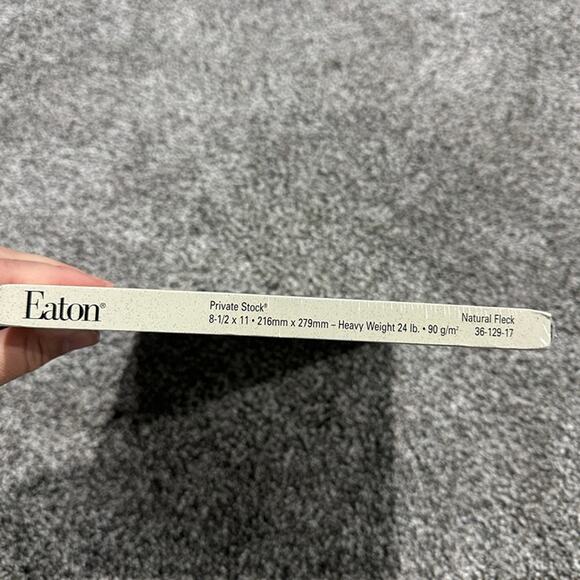 Eaton®
Private Stock®
8-1/2 x 11 • 216mm x 279mm – Heavy Weight 24 lb. • 90 g/m²
Natural Fleck
36-129-17